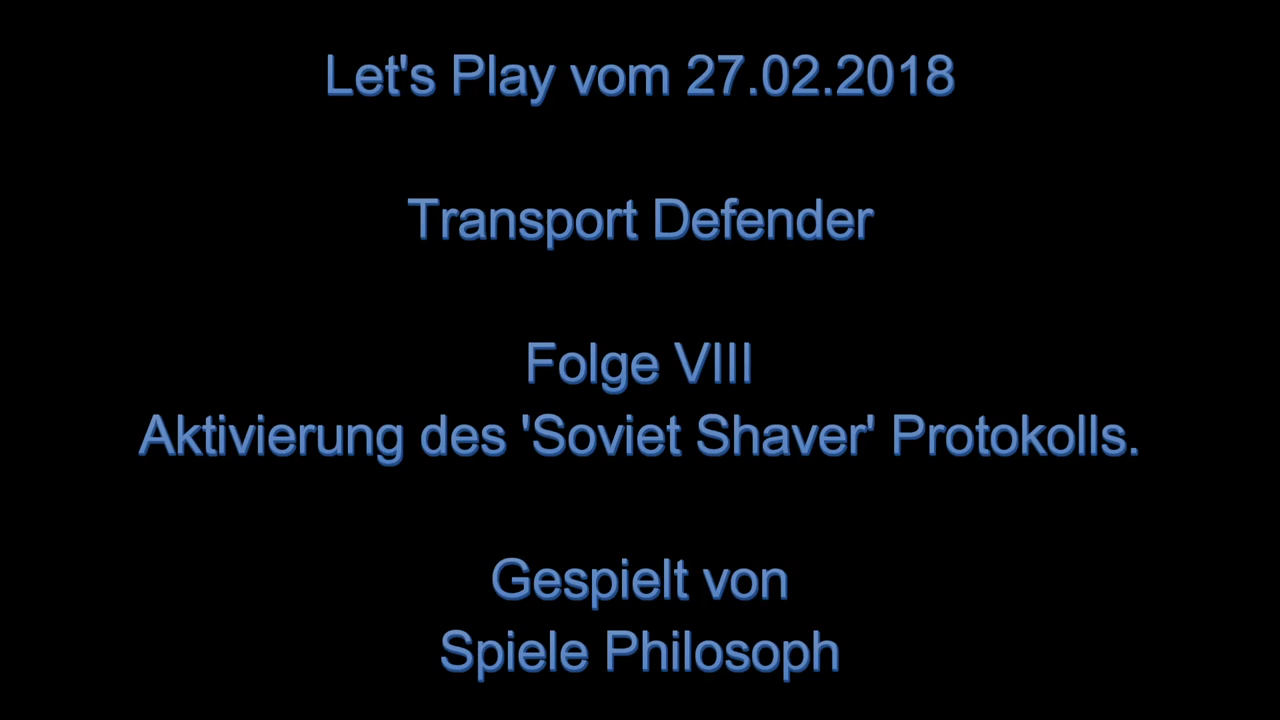 Let's Play vom 27.02.2018
Transport Defender
Folge VIII
Aktivierung des 'Soviet Shaver' Protokolls.
Gespielt von
Spiele Philosoph